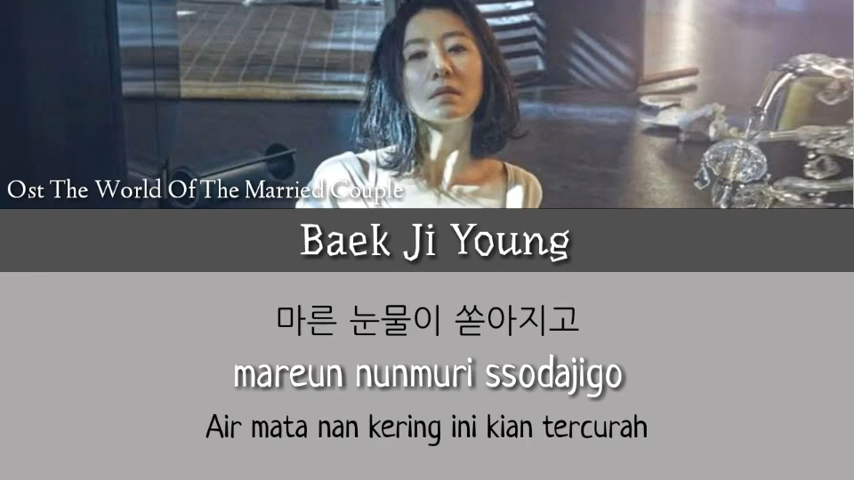 Ost The World Of The Married Couple
Baek Ji Young
마른 눈물이 쏟아지고
mareun nunmuri ssodajigo
Air mata nan kering ini kian tercurah